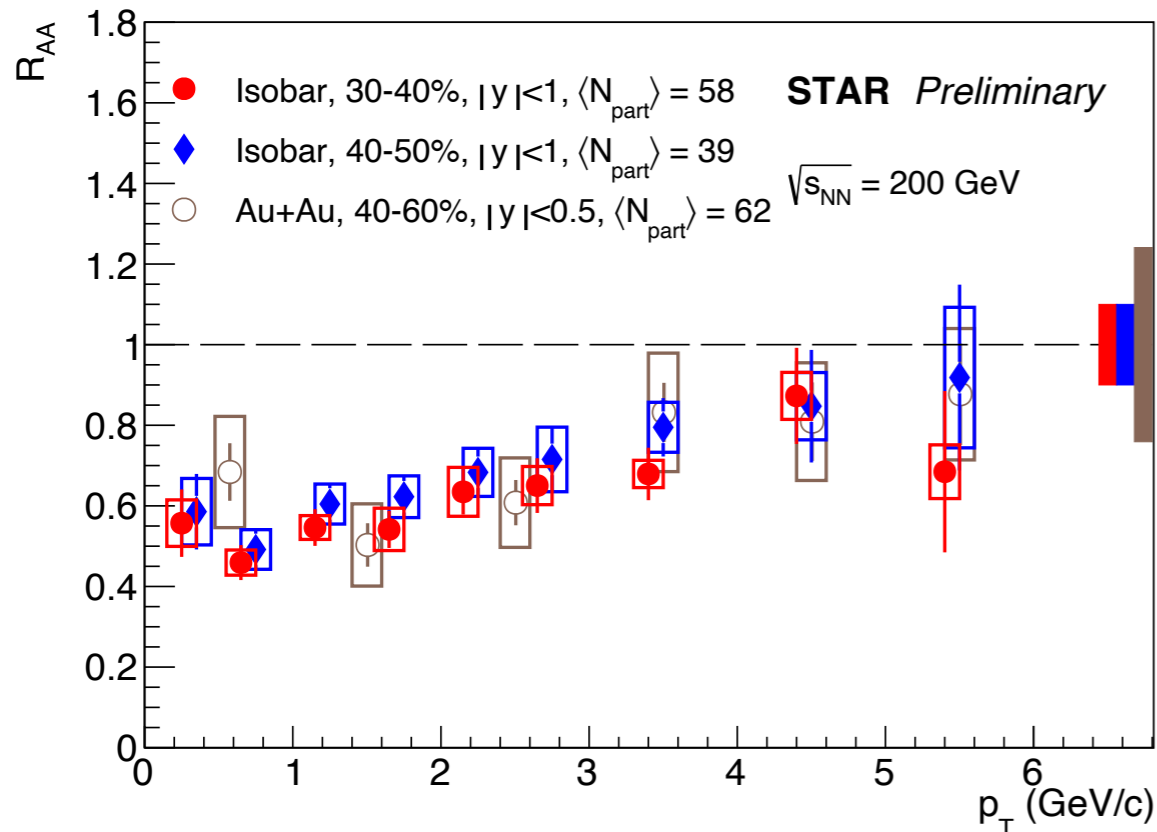 R_AA
1.8
1.6
1.4
1.2
1
0.8
0.6
0.4
0.2
0
Isobar, 30-40%, |y|<1, ⟨N_part⟩ = 58
Isobar, 40-50%, |y|<1, ⟨N_part⟩ = 39
Au+Au, 40-60%, |y|<0.5, ⟨N_part⟩ = 62
STAR Preliminary
√s_NN = 200 GeV
0 1 2 3 4 5 6
p_T (GeV/c)